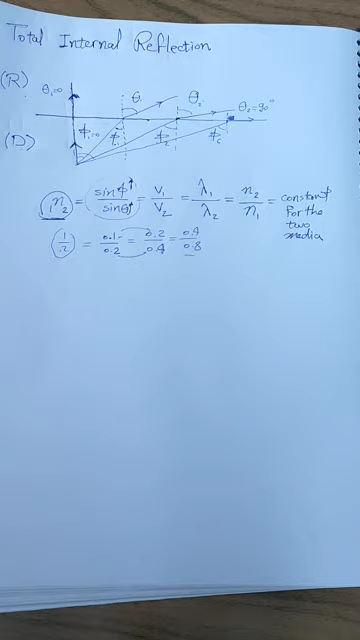 Total Internal Reflection
(R) θ₁=0 θ₁ θ₂ θ₂=90°
(D) ϕ₁=0 ϕ₁ ϕ₂ ϕc
₁n₂ = sinϕ↑/sinθ↑ = V₁/V₂ = λ₁/λ₂ = n₂/n₁ = constant
For the
two
media
1/2 = 0.1/0.2 = 0.2/0.4 = 0.4/0.8